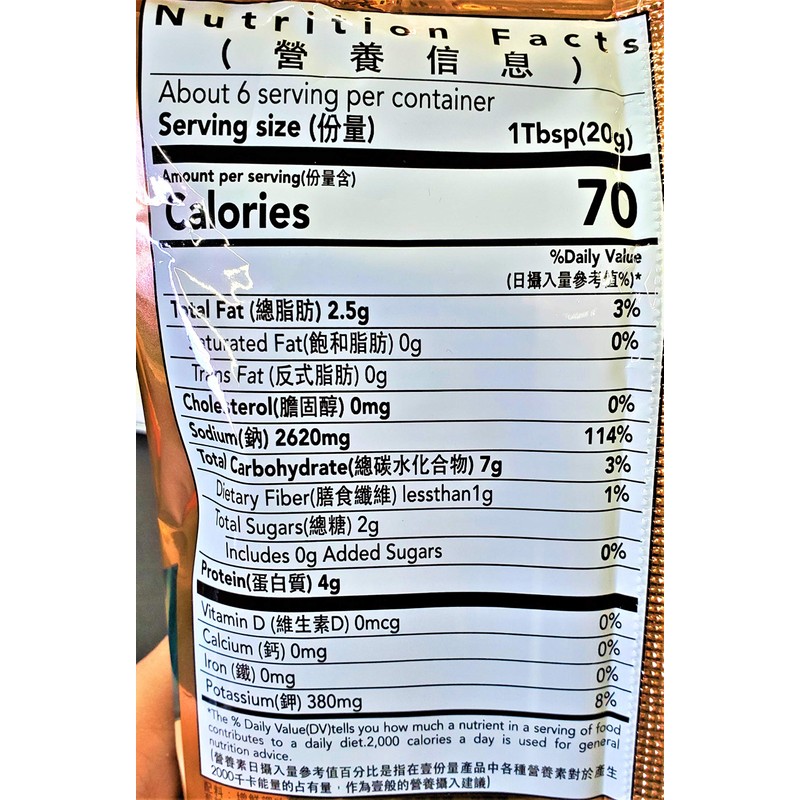 Nutrition Facts
(營養信息)
About 6 serving per container
Serving size (份量) 1Tbsp(20g)
Amount per serving(份量含)
Calories 70
%Daily Value
(日攝入量參考值%)*
Total Fat (總脂肪) 2.5g 3%
Saturated Fat(飽和脂肪) 0g 0%
Trans Fat (反式脂肪) 0g
Cholesterol(膽固醇) 0mg 0%
Sodium(鈉) 2620mg 114%
Total Carbohydrate(總碳水化合物) 7g 3%
Dietary Fiber(膳食纖維) lessthan1g 1%
Total Sugars(總糖) 2g
Includes 0g Added Sugars 0%
Protein(蛋白質) 4g
Vitamin D (維生素D) 0mcg 0%
Calcium (鈣) 0mg 0%
Iron (鐵) 0mg 0%
Potassium(鉀) 380mg 8%
*The % Daily Value(DV)tells you how much a nutrient in a serving of food
contributes to a daily diet.2,000 calories a day is used for general
nutrition advice.
(營養素日攝入量參考值百分比是指在壹份量產品中各種營養素對於產生
2000千卡能量的占有量，作為壹般的營養攝入建議)